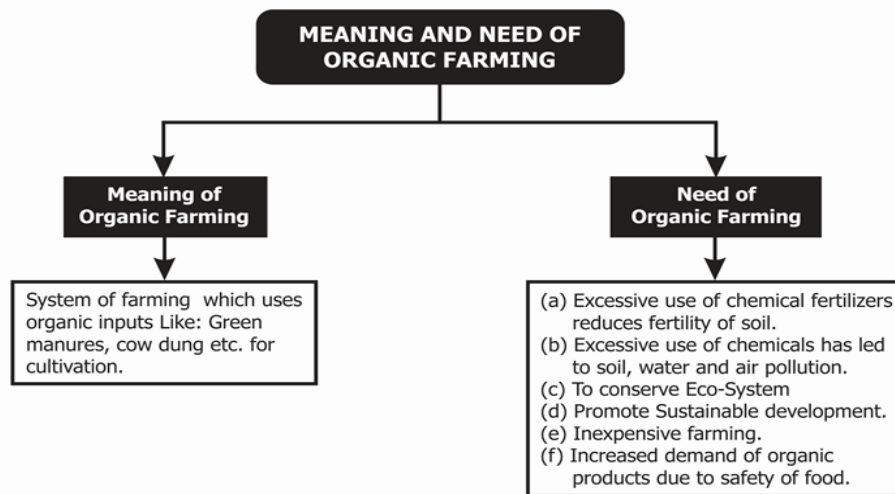 MEANING AND NEED OF
ORGANIC FARMING
Meaning of
Organic Farming
System of farming which uses
organic inputs Like: Green
manures, cow dung etc. for
cultivation.
Need of
Organic Farming
(a) Excessive use of chemical fertilizers
reduces fertility of soil.
(b) Excessive use of chemicals has led
to soil, water and air pollution.
(c) To conserve Eco-System
(d) Promote Sustainable development.
(e) Inexpensive farming.
(f) Increased demand of organic
products due to safety of food.